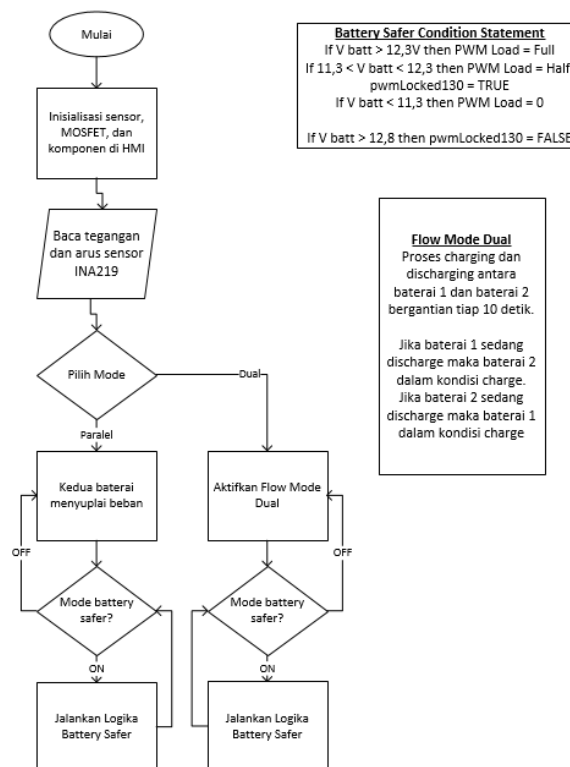 Mulai
Inisialisasi sensor,
MOSFET, dan
komponen di HMI
Baca tegangan
dan arus sensor
INA219
Pilih Mode
Dual
Paralel
Kedua baterai
menyuplai beban
Aktifkan Flow Mode
Dual
OFF
OFF
Mode battery
safer?
Mode battery
safer?
ON
ON
Jalankan Logika
Battery Safer
Jalankan Logika
Battery Safer
Battery Safer Condition Statement
If V batt > 12,3V then PWM Load = Full
If 11,3 < V batt < 12,3 then PWM Load = Half
pwmLocked130 = TRUE
If V batt < 11,3 then PWM Load = 0
If V batt > 12,8 then pwmLocked130 = FALSE
Flow Mode Dual
Proses charging dan
discharging antara
baterai 1 dan baterai 2
bergantian tiap 10 detik.
Jika baterai 1 sedang
discharge maka baterai 2
dalam kondisi charge.
Jika baterai 2 sedang
discharge maka baterai 1
dalam kondisi charge